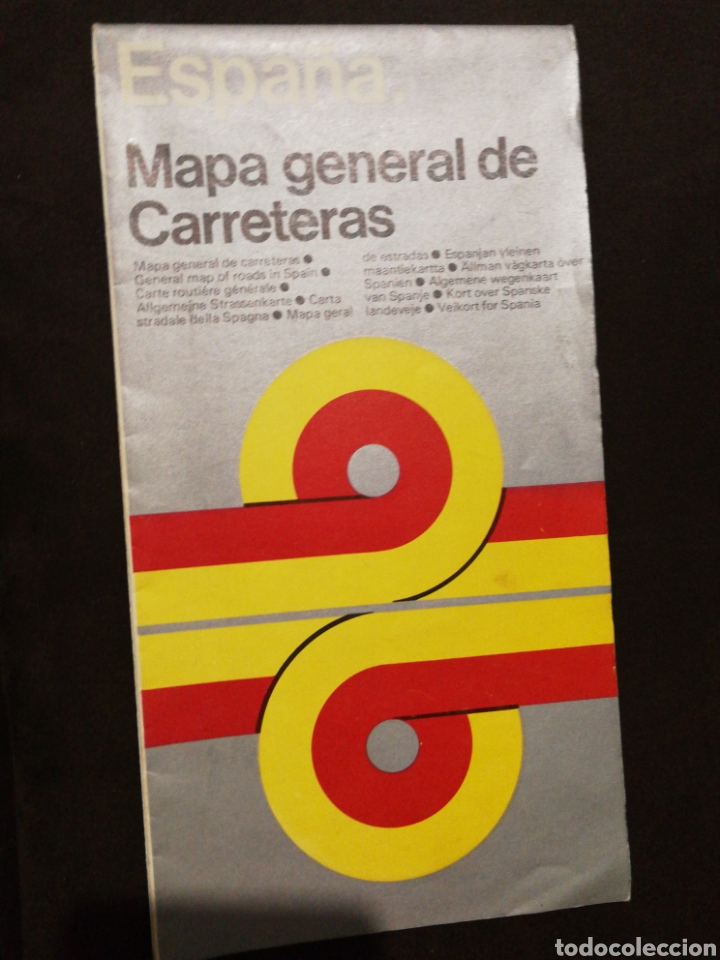 España.
Mapa general de
Carreteras
Mapa general de carreteras ●
General map of roads in Spain ●
Carte routière générale ●
Allgemeine Strassenkarte ● Carta
stradale della Spagna ● Mapa geral
de estradas ● Espanjan yleinen
maantiekartta ● Allmän vägkarta över
Spanien ● Algemene wegenkaart
van Spanje ● Kort over Spanske
landeveje ● Veikort for Spania
todocoleccion